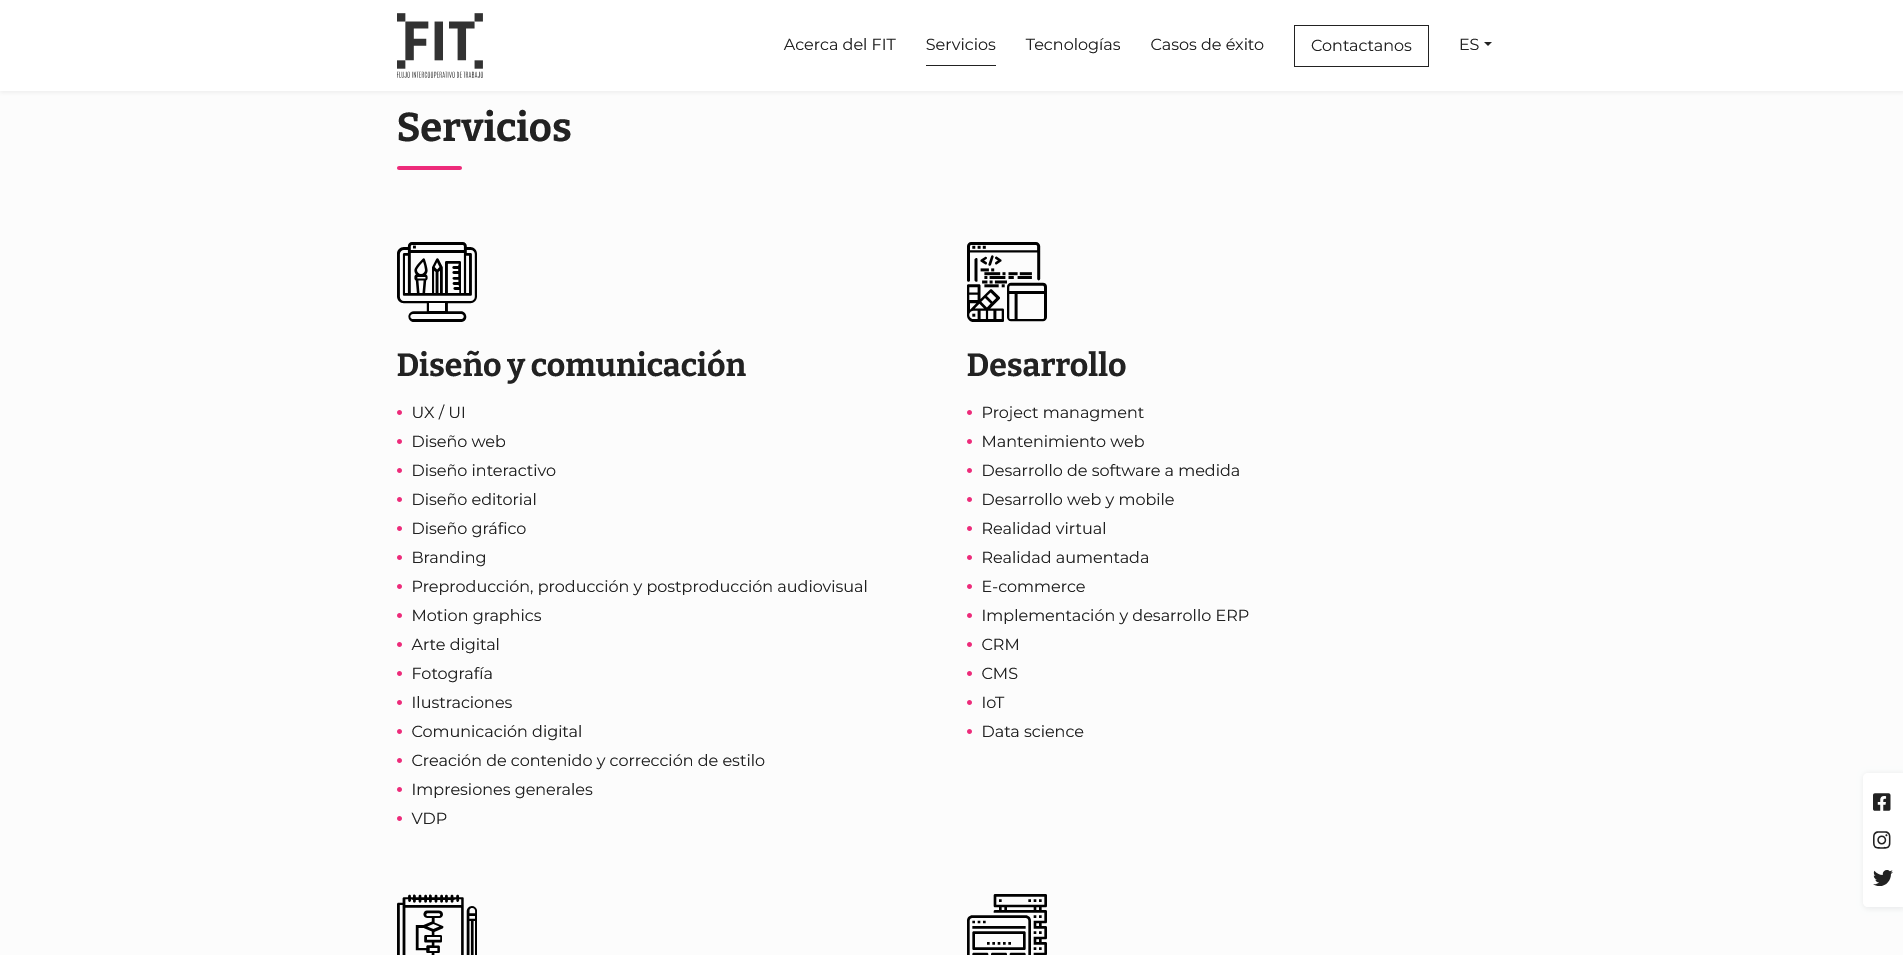 FIT
FLUJO INTERCOOPERATIVO DE TRABAJO
Acerca del FIT
Servicios
Tecnologías
Casos de éxito
Contactanos
ES
Servicios
Diseño y comunicación
UX / UI
Diseño web
Diseño interactivo
Diseño editorial
Diseño gráfico
Branding
Preproducción, producción y postproducción audiovisual
Motion graphics
Arte digital
Fotografía
Ilustraciones
Comunicación digital
Creación de contenido y corrección de estilo
Impresiones generales
VDP
Desarrollo
Project managment
Mantenimiento web
Desarrollo de software a medida
Desarrollo web y mobile
Realidad virtual
Realidad aumentada
E-commerce
Implementación y desarrollo ERP
CRM
CMS
IoT
Data science